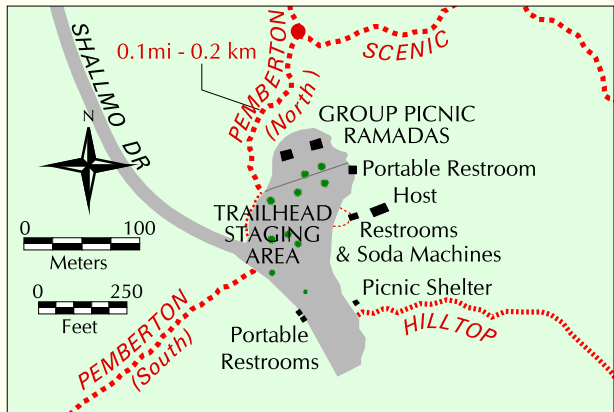 SHALLMO DR
0.1mi - 0.2 km
PEMBERTON
(North)
SCENIC
GROUP PICNIC
RAMADAS
N
Portable Restroom
Host
TRAILHEAD
STAGING
AREA
Restrooms
& Soda Machines
0 100
Meters
0 250
Feet
Picnic Shelter
HILLTOP
PEMBERTON
(South)
Portable
Restrooms